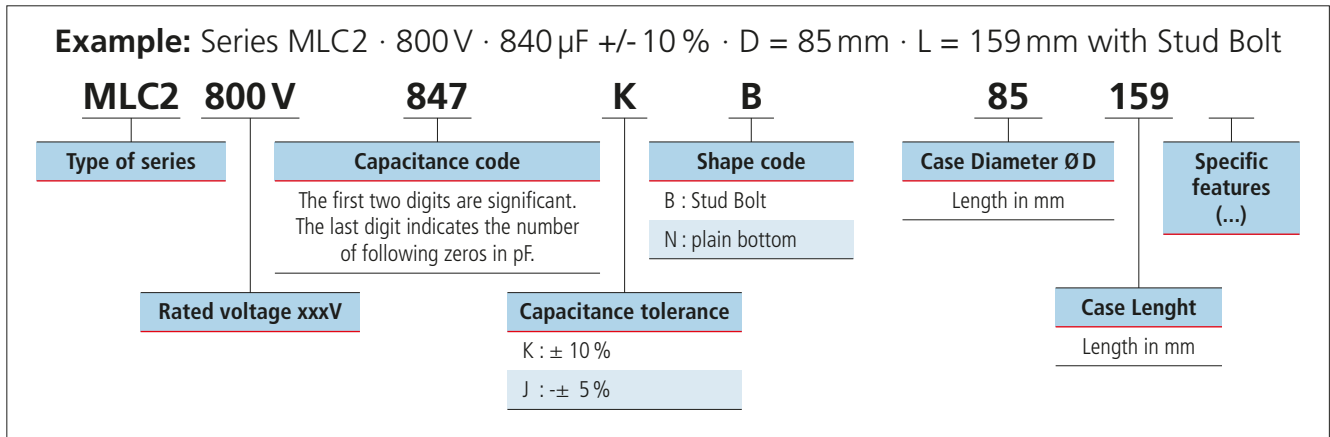 Example: Series MLC2 · 800 V · 840 µF +/- 10 % · D = 85 mm · L = 159 mm with Stud Bolt
MLC2 800 V 847 K B 85 159
Type of series
Capacitance code
The first two digits are significant.
The last digit indicates the number
of following zeros in pF.
Shape code
B : Stud Bolt
N : plain bottom
Case Diameter Ø D
Length in mm
Specific
features
(...)
Rated voltage xxxV
Capacitance tolerance
K : ± 10 %
J : -± 5 %
Case Lenght
Length in mm